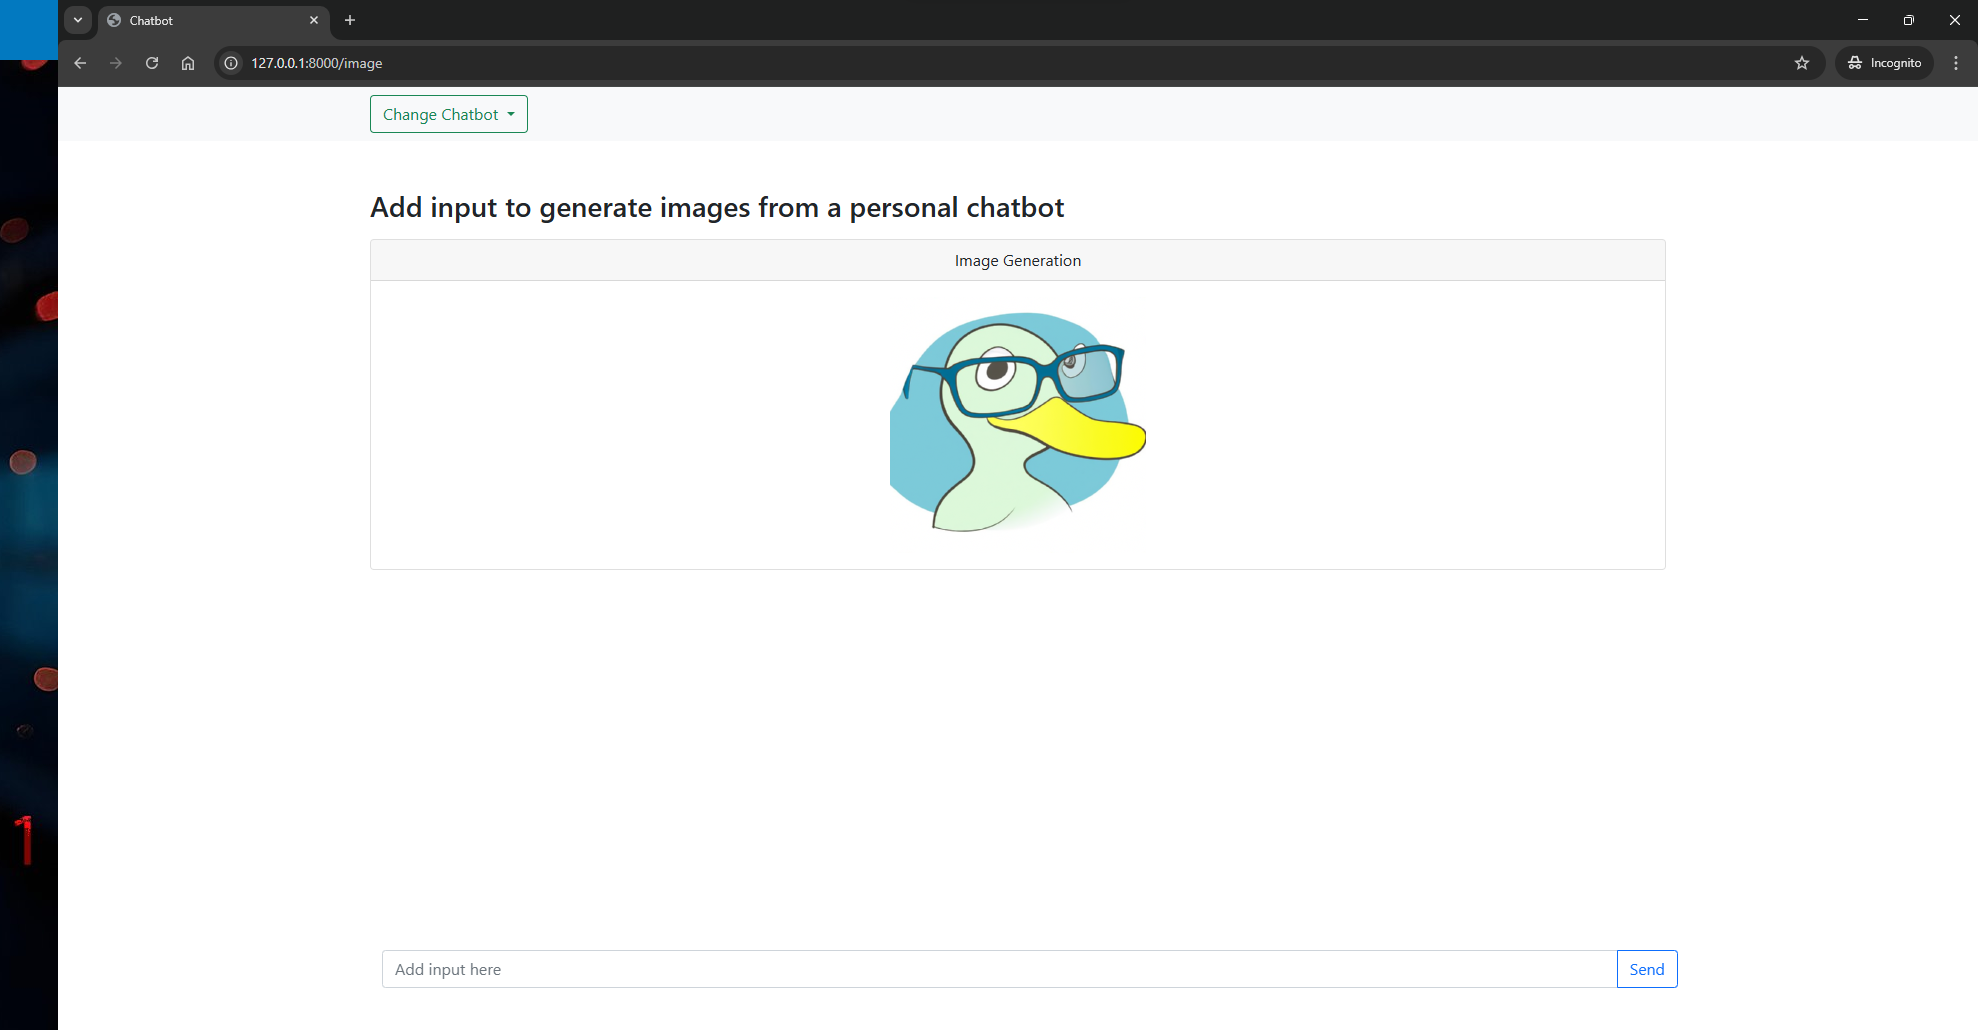 Chatbot
127.0.0.1:8000/image
Incognito
Change Chatbot
Add input to generate images from a personal chatbot
Image Generation
1
Add input here
Send